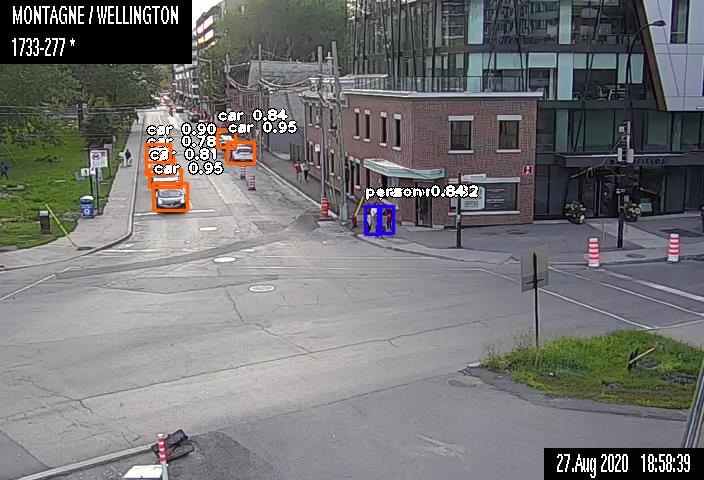 MONTAGNE / WELLINGTON
1733-277 *
car 0.84
car 0.90
car 0.95
car 0.78
car 0.81
car 0.95
person 0.84
27.Aug 2020 18:58:39